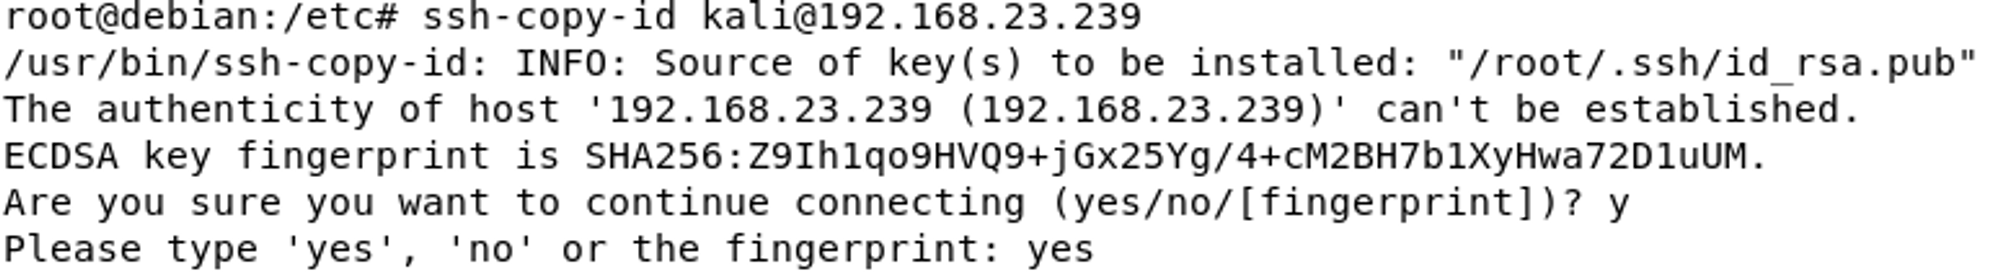 root@debian:/etc# ssh-copy-id kali@192.168.23.239
/usr/bin/ssh-copy-id: INFO: Source of key(s) to be installed: "/root/.ssh/id_rsa.pub"
The authenticity of host '192.168.23.239 (192.168.23.239)' can't be established.
ECDSA key fingerprint is SHA256:Z9Ih1qo9HVQ9+jGx25Yg/4+cM2BH7b1XyHwa72D1uUM.
Are you sure you want to continue connecting (yes/no/[fingerprint])? y
Please type 'yes', 'no' or the fingerprint: yes